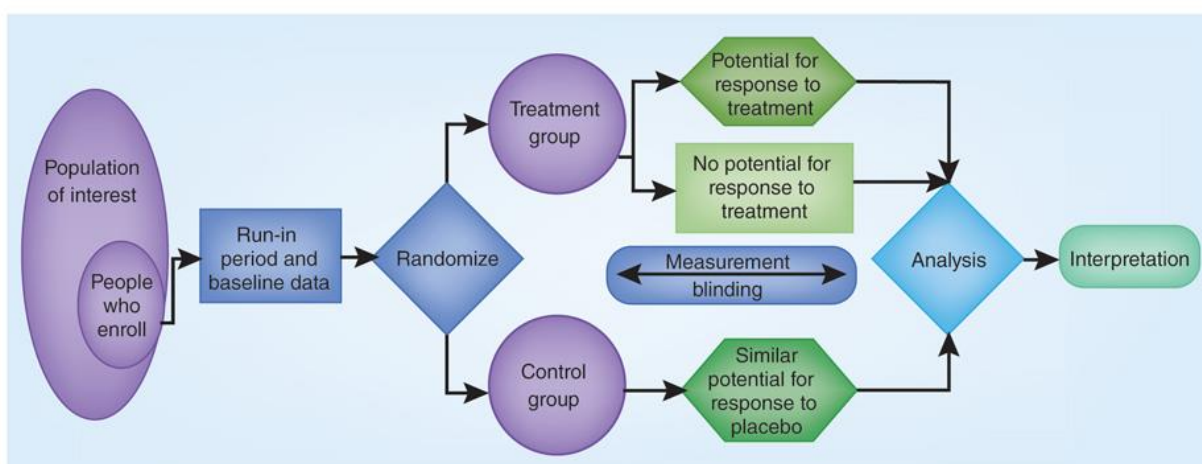 Population
of interest
People
who
enroll
Run-in
period and
baseline data
Randomize
Treatment
group
Potential for
response to
treatment
No potential for
response to
treatment
Measurement
blinding
Control
group
Similar
potential for
response to
placebo
Analysis
Interpretation